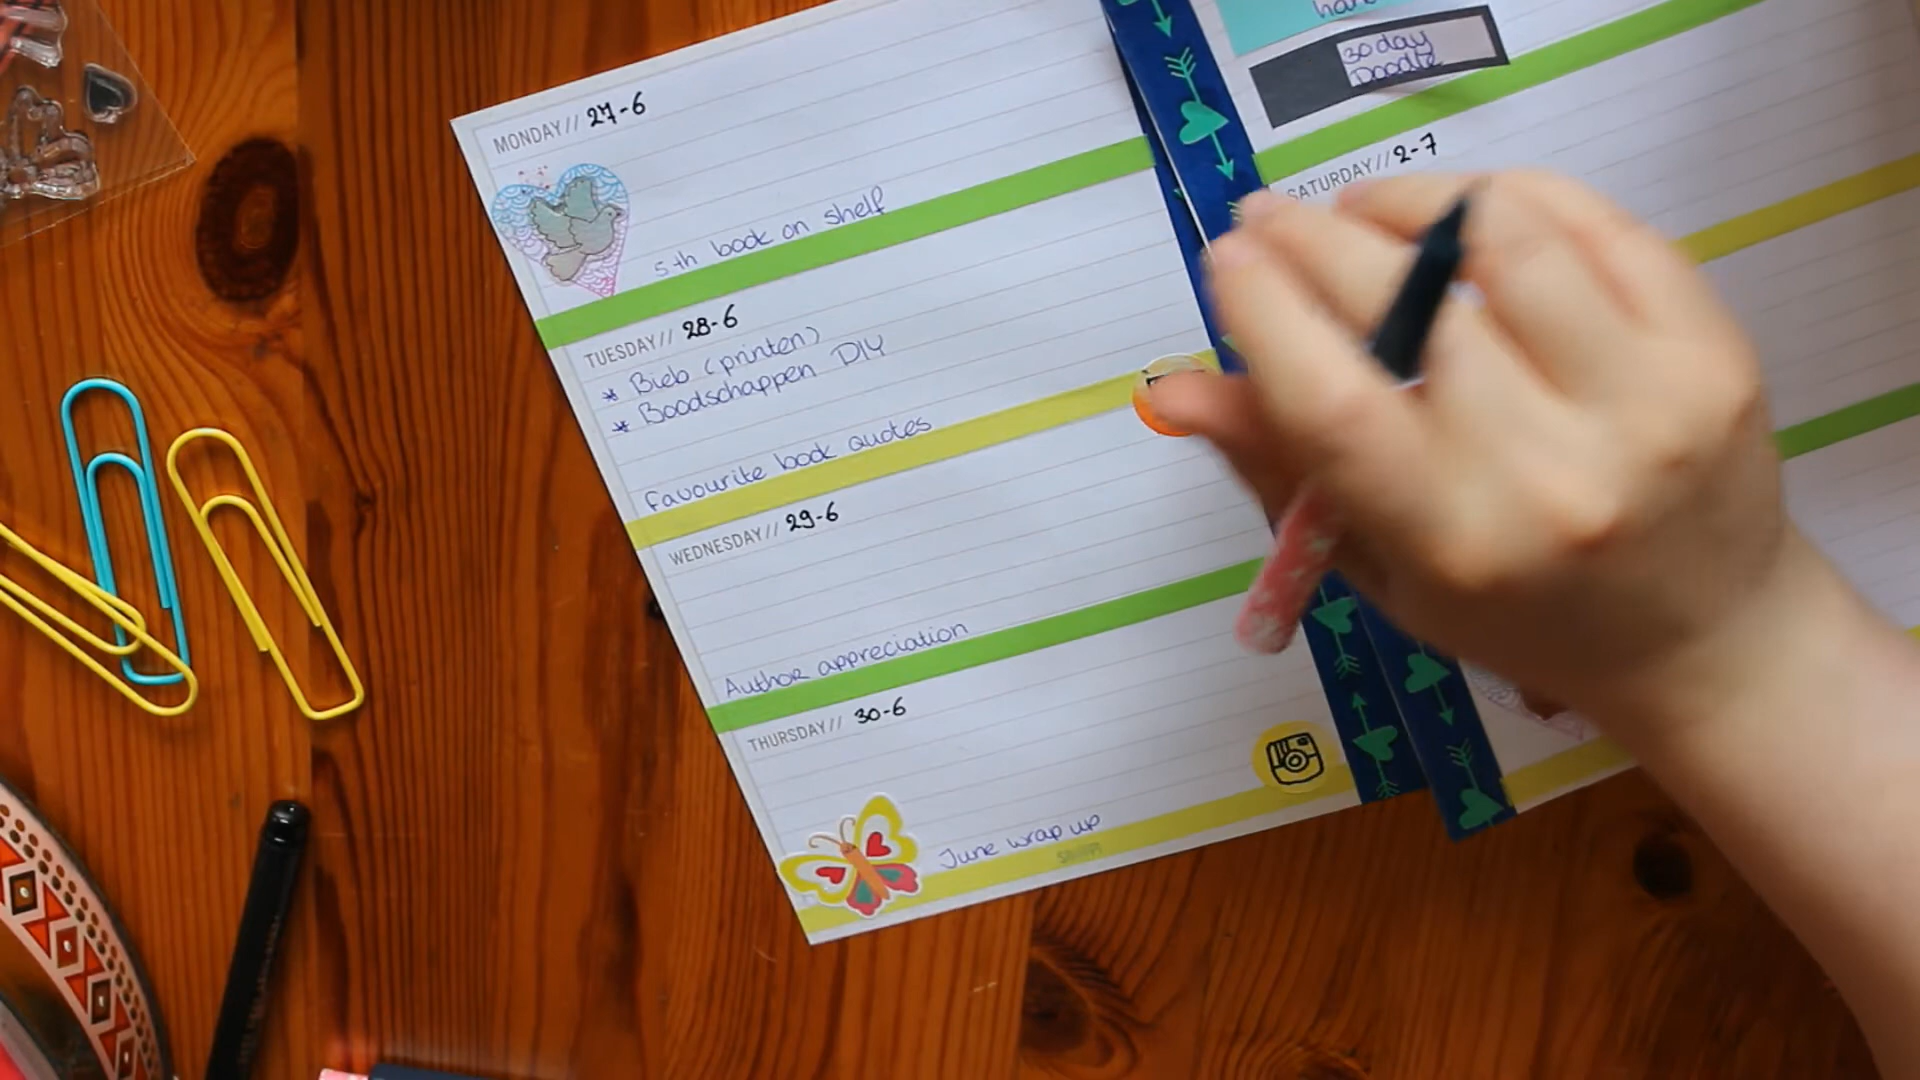 MONDAY// 27-6
5th book on shelf
TUESDAY// 28-6
* Bieb (printen)
* Boodschappen DIY
Favourite book quotes
WEDNESDAY// 29-6
Author appreciation
THURSDAY// 30-6
June wrap up
30 day
Doodle
SATURDAY// 2-7